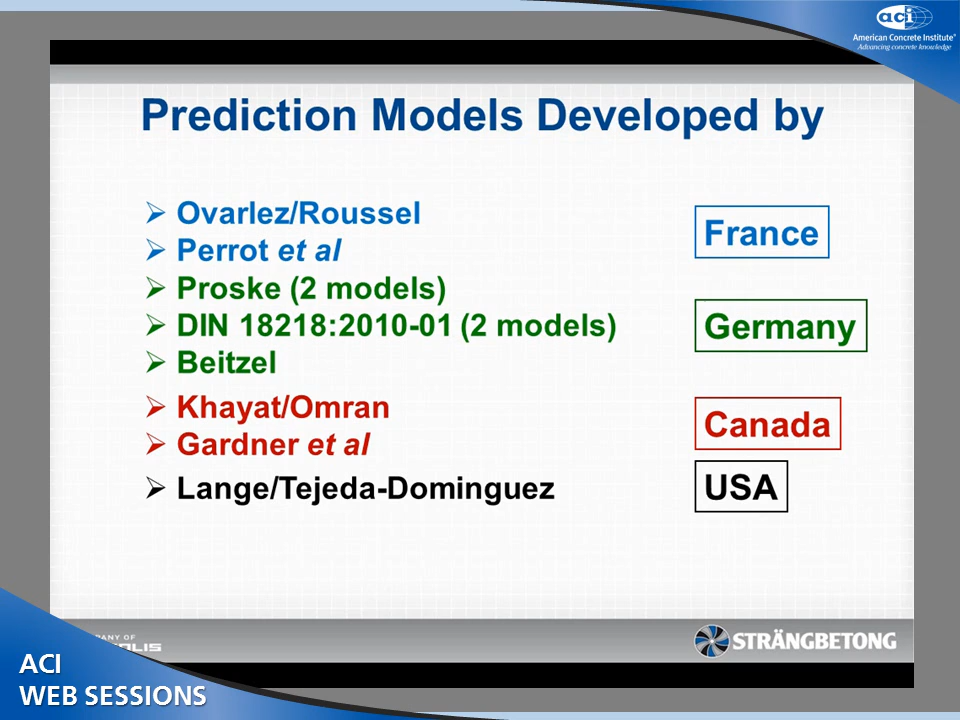 aci
American Concrete Institute®
Advancing concrete knowledge
Prediction Models Developed by
➢ Ovarlez/Roussel
➢ Perrot et al
France
➢ Proske (2 models)
➢ DIN 18218:2010-01 (2 models)
➢ Beitzel
Germany
➢ Khayat/Omran
➢ Gardner et al
Canada
➢ Lange/Tejeda-Dominguez
USA
OF
STRÄNGBETONG
ACI
WEB SESSIONS